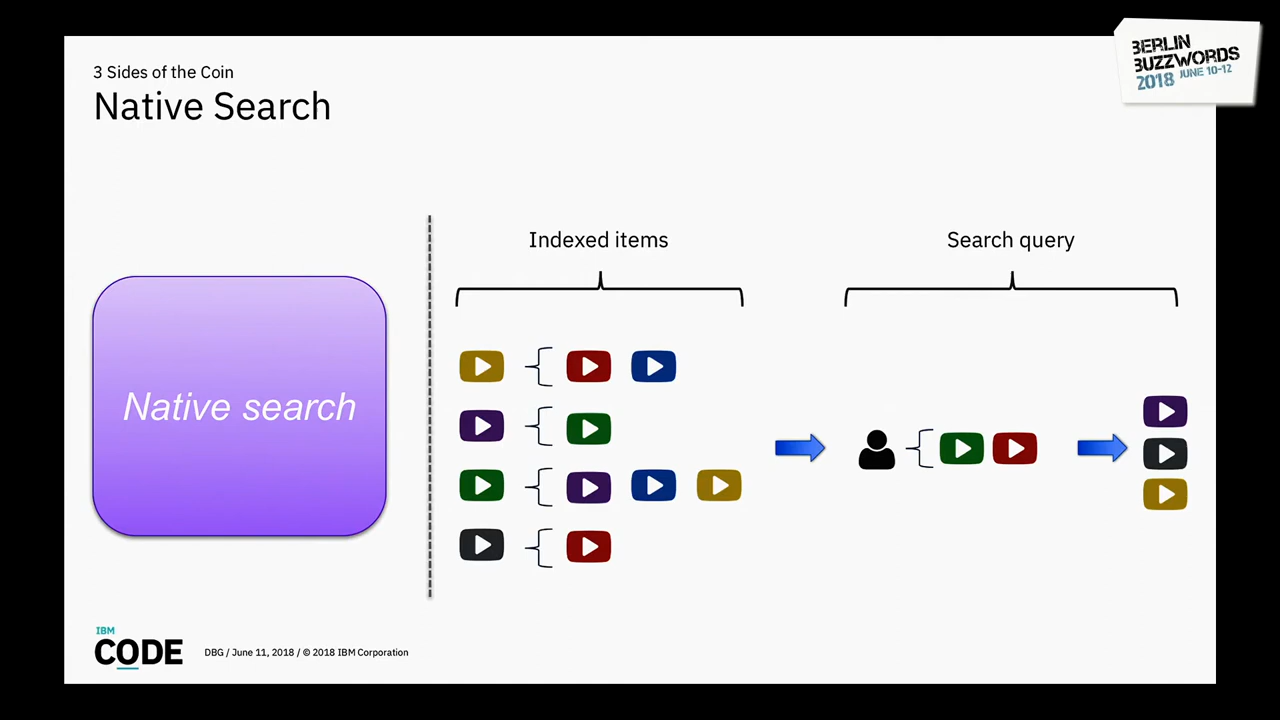 3 Sides of the Coin
Native Search
BERLIN
BUZZWORDS
2018 JUNE 10-12
Indexed items
Search query
Native search
IBM
CODE
DBG / June 11, 2018 / © 2018 IBM Corporation